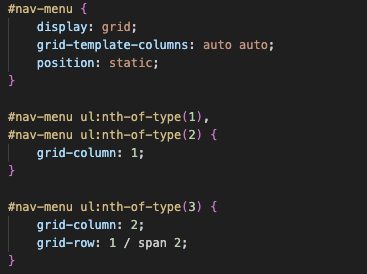 #nav-menu {
    display: grid;
    grid-template-columns: auto auto;
    position: static;
}

#nav-menu ul:nth-of-type(1),
#nav-menu ul:nth-of-type(2) {
    grid-column: 1;
}

#nav-menu ul:nth-of-type(3) {
    grid-column: 2;
    grid-row: 1 / span 2;
}